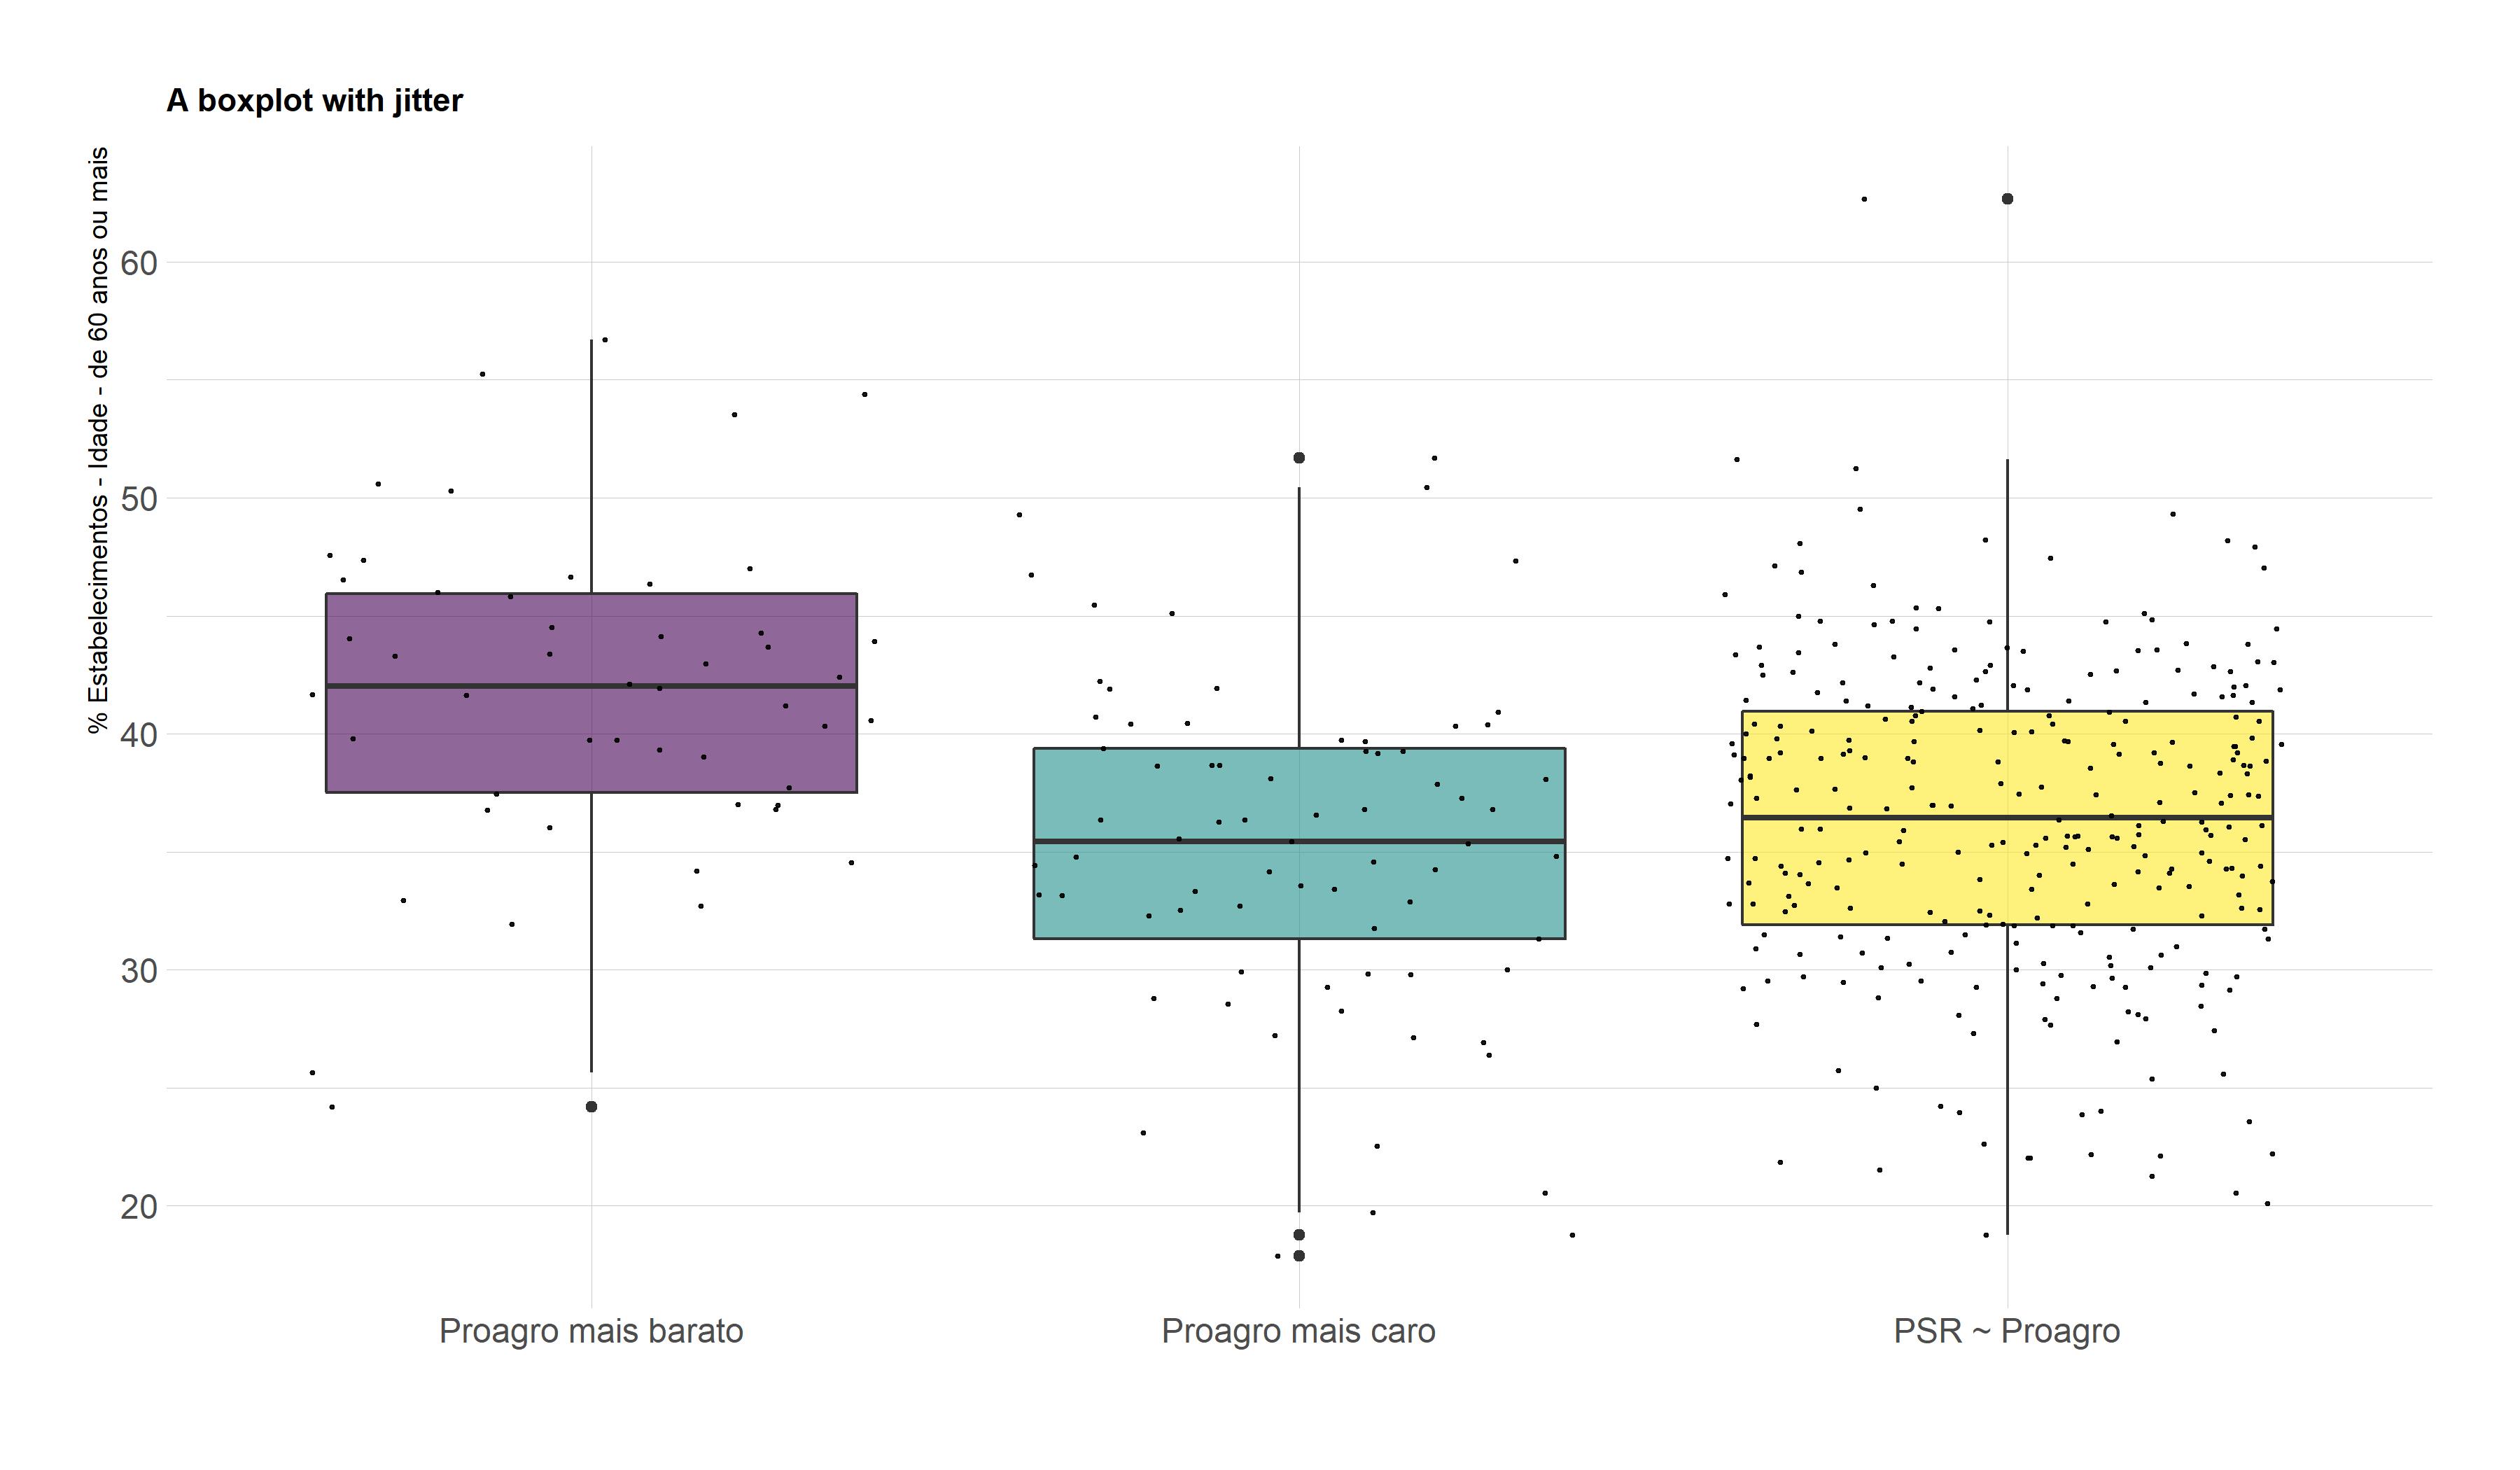 A boxplot with jitter
% Estabelecimentos - Idade - de 60 anos ou mais
60
50
40
30
20
Proagro mais barato
Proagro mais caro
PSR ~ Proagro